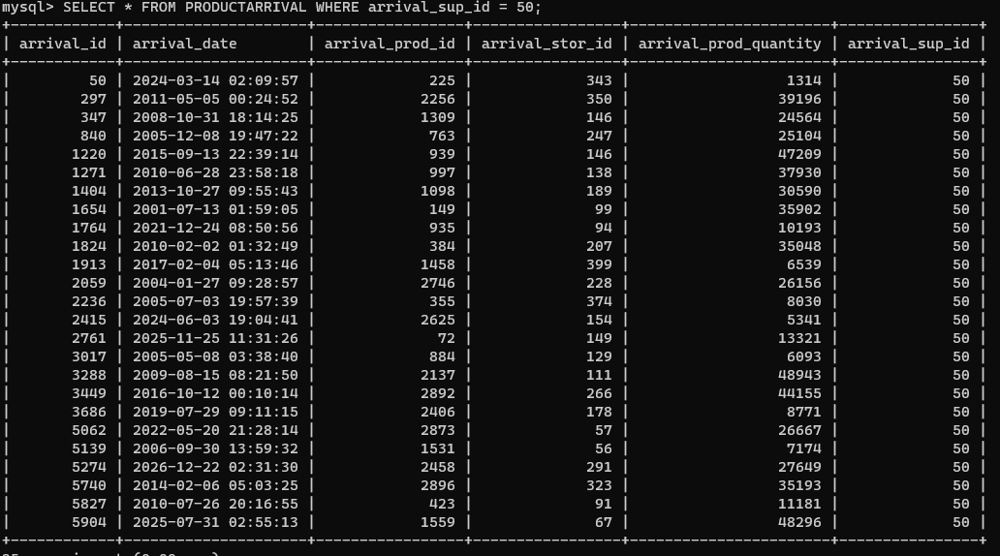 mysql> SELECT * FROM PRODUCTARRIVAL WHERE arrival_sup_id = 50;
+------------+---------------------+-----------------+-----------------+-----------------------+----------------+
| arrival_id | arrival_date        | arrival_prod_id | arrival_stor_id | arrival_prod_quantity | arrival_sup_id |
+------------+---------------------+-----------------+-----------------+-----------------------+----------------+
|         50 | 2024-03-14 02:09:57 |             225 |             343 |                  1314 |             50 |
|        297 | 2011-05-05 00:24:52 |            2256 |             350 |                 39196 |             50 |
|        347 | 2008-10-31 18:14:25 |            1309 |             146 |                 24564 |             50 |
|        840 | 2005-12-08 19:47:22 |             763 |             247 |                 25104 |             50 |
|       1220 | 2015-09-13 22:39:14 |             939 |             146 |                 47209 |             50 |
|       1271 | 2010-06-28 23:58:18 |             997 |             138 |                 37930 |             50 |
|       1404 | 2013-10-27 09:55:43 |            1098 |             189 |                 30590 |             50 |
|       1654 | 2001-07-13 01:59:05 |             149 |              99 |                 35902 |             50 |
|       1764 | 2021-12-24 08:50:56 |             935 |              94 |                 10193 |             50 |
|       1824 | 2010-02-02 01:32:49 |             384 |             207 |                 35048 |             50 |
|       1913 | 2017-02-04 05:13:46 |            1458 |             399 |                  6539 |             50 |
|       2059 | 2004-01-27 09:28:57 |            2746 |             228 |                 26156 |             50 |
|       2236 | 2005-07-03 19:57:39 |             355 |             374 |                  8030 |             50 |
|       2415 | 2024-06-03 19:04:41 |            2625 |             154 |                  5341 |             50 |
|       2761 | 2025-11-25 11:31:26 |              72 |             149 |                 13321 |             50 |
|       3017 | 2005-05-08 03:38:40 |             884 |             129 |                  6093 |             50 |
|       3288 | 2009-08-15 08:21:50 |            2137 |             111 |                 48943 |             50 |
|       3449 | 2016-10-12 00:10:14 |            2892 |             266 |                 44155 |             50 |
|       3686 | 2019-07-29 09:11:15 |            2406 |             178 |                  8771 |             50 |
|       5062 | 2022-05-20 21:28:14 |            2873 |              57 |                 26667 |             50 |
|       5139 | 2006-09-30 13:59:32 |            1531 |              56 |                  7174 |             50 |
|       5274 | 2026-12-22 02:31:30 |            2458 |             291 |                 27649 |             50 |
|       5740 | 2014-02-06 05:03:25 |            2896 |             323 |                 35193 |             50 |
|       5827 | 2010-07-26 20:16:55 |             423 |              91 |                 11181 |             50 |
|       5904 | 2025-07-31 02:55:13 |            1559 |              67 |                 48296 |             50 |
+------------+---------------------+-----------------+-----------------+-----------------------+----------------+